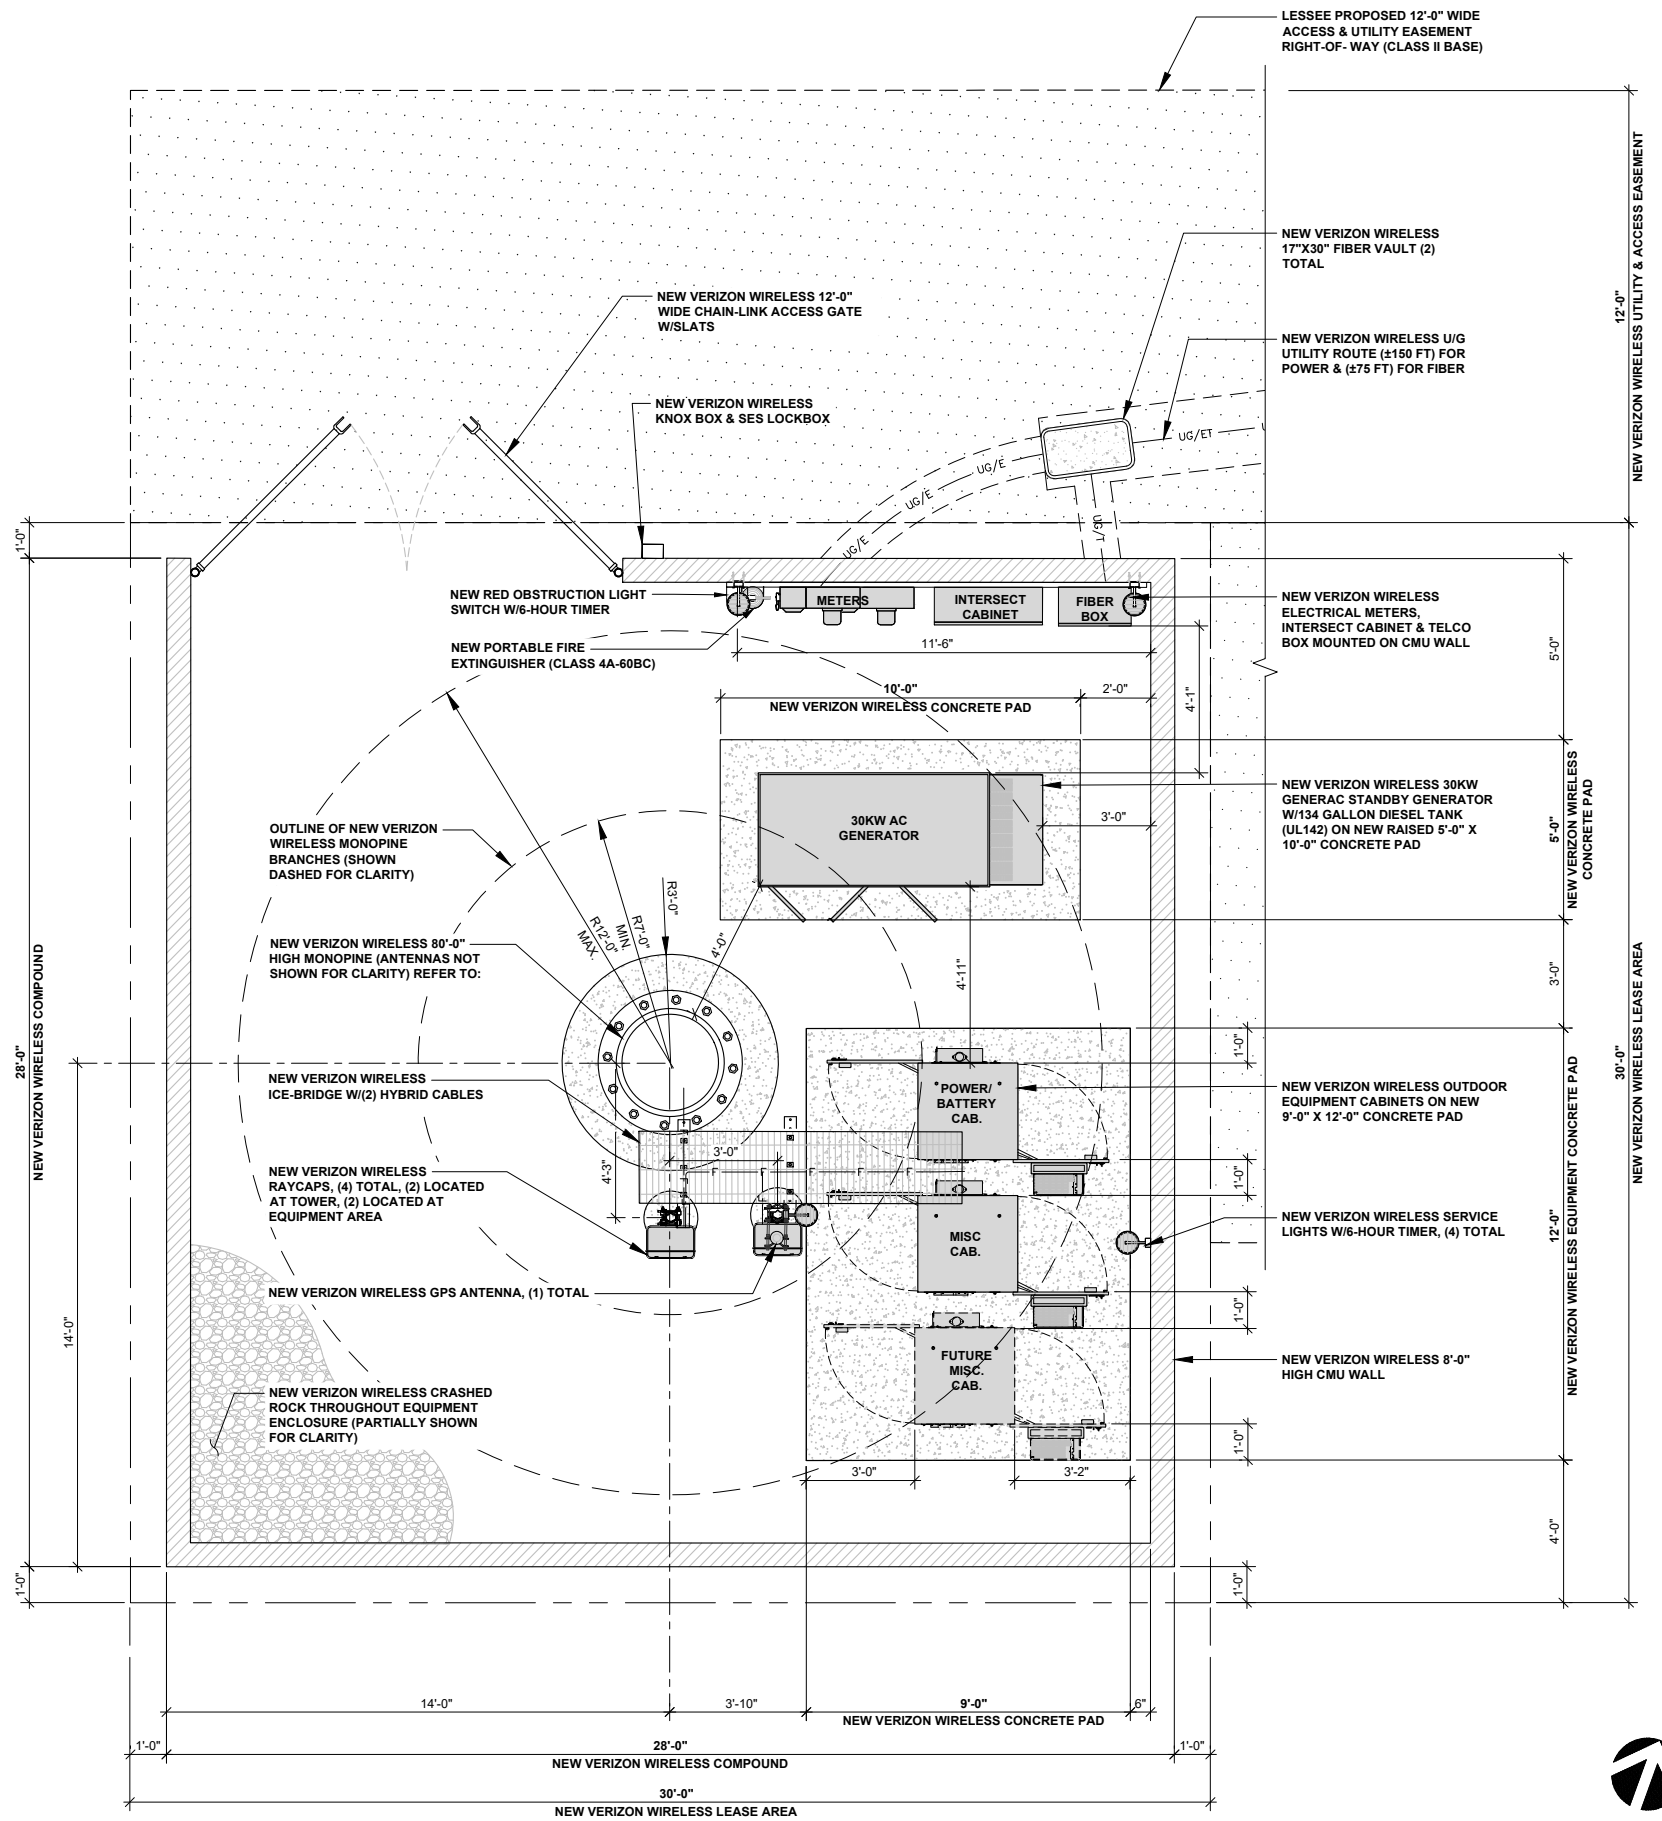 LESSEE PROPOSED 12'-0" WIDE
ACCESS & UTILITY EASEMENT
RIGHT-OF- WAY (CLASS II BASE)
NEW VERIZON WIRELESS
17"X30" FIBER VAULT (2)
TOTAL
NEW VERIZON WIRELESS 12'-0"
WIDE CHAIN-LINK ACCESS GATE
W/SLATS
NEW VERIZON WIRELESS U/G
UTILITY ROUTE (±150 FT) FOR
POWER & (±75 FT) FOR FIBER
NEW VERIZON WIRELESS
KNOX BOX & SES LOCKBOX
12'-0"
NEW VERIZON WIRELESS UTILITY & ACCESS EASEMENT
UG/ET
UG/E
UG/E
UG/E
UG/T
1'-0"
NEW RED OBSTRUCTION LIGHT
SWITCH W/6-HOUR TIMER
METERS
INTERSECT
CABINET
FIBER
BOX
NEW VERIZON WIRELESS
ELECTRICAL METERS,
INTERSECT CABINET & TELCO
BOX MOUNTED ON CMU WALL
NEW PORTABLE FIRE
EXTINGUISHER (CLASS 4A-60BC)
11'-6"
5'-0"
10'-0"
NEW VERIZON WIRELESS CONCRETE PAD
2'-0"
4'-1"
30KW AC
GENERATOR
3'-0"
NEW VERIZON WIRELESS 30KW
GENERAC STANDBY GENERATOR
W/134 GALLON DIESEL TANK
(UL142) ON NEW RAISED 5'-0" X
10'-0" CONCRETE PAD
5'-0"
NEW VERIZON WIRELESS
CONCRETE PAD
OUTLINE OF NEW VERIZON
WIRELESS MONOPINE
BRANCHES (SHOWN
DASHED FOR CLARITY)
R3'-0"
R7'-0"
MIN.
R12'-0"
MAX.
4'-0"
4'-11"
3'-0"
NEW VERIZON WIRELESS 80'-0"
HIGH MONOPINE (ANTENNAS NOT
SHOWN FOR CLARITY) REFER TO:
28'-0"
NEW VERIZON WIRELESS COMPOUND
30'-0"
NEW VERIZON WIRELESS LEASE AREA
1'-0"
NEW VERIZON WIRELESS
ICE-BRIDGE W/(2) HYBRID CABLES
POWER/
BATTERY
CAB.
NEW VERIZON WIRELESS OUTDOOR
EQUIPMENT CABINETS ON NEW
9'-0" X 12'-0" CONCRETE PAD
3'-0"
4'-3"
F
F
F
F
F
F
1'-0"
NEW VERIZON WIRELESS
RAYCAPS, (4) TOTAL, (2) LOCATED
AT TOWER, (2) LOCATED AT
EQUIPMENT AREA
MISC
CAB.
NEW VERIZON WIRELESS SERVICE
LIGHTS W/6-HOUR TIMER, (4) TOTAL
12'-0"
NEW VERIZON WIRELESS EQUIPMENT CONCRETE PAD
NEW VERIZON WIRELESS GPS ANTENNA, (1) TOTAL
1'-0"
14'-0"
FUTURE
MISC.
CAB.
NEW VERIZON WIRELESS 8'-0"
HIGH CMU WALL
NEW VERIZON WIRELESS CRASHED
ROCK THROUGHOUT EQUIPMENT
ENCLOSURE (PARTIALLY SHOWN
FOR CLARITY)
1'-0"
3'-0"
3'-2"
4'-0"
1'-0"
1'-0"
14'-0"
3'-10"
9'-0"
6"
NEW VERIZON WIRELESS CONCRETE PAD
1'-0"
28'-0"
1'-0"
NEW VERIZON WIRELESS COMPOUND
30'-0"
NEW VERIZON WIRELESS LEASE AREA